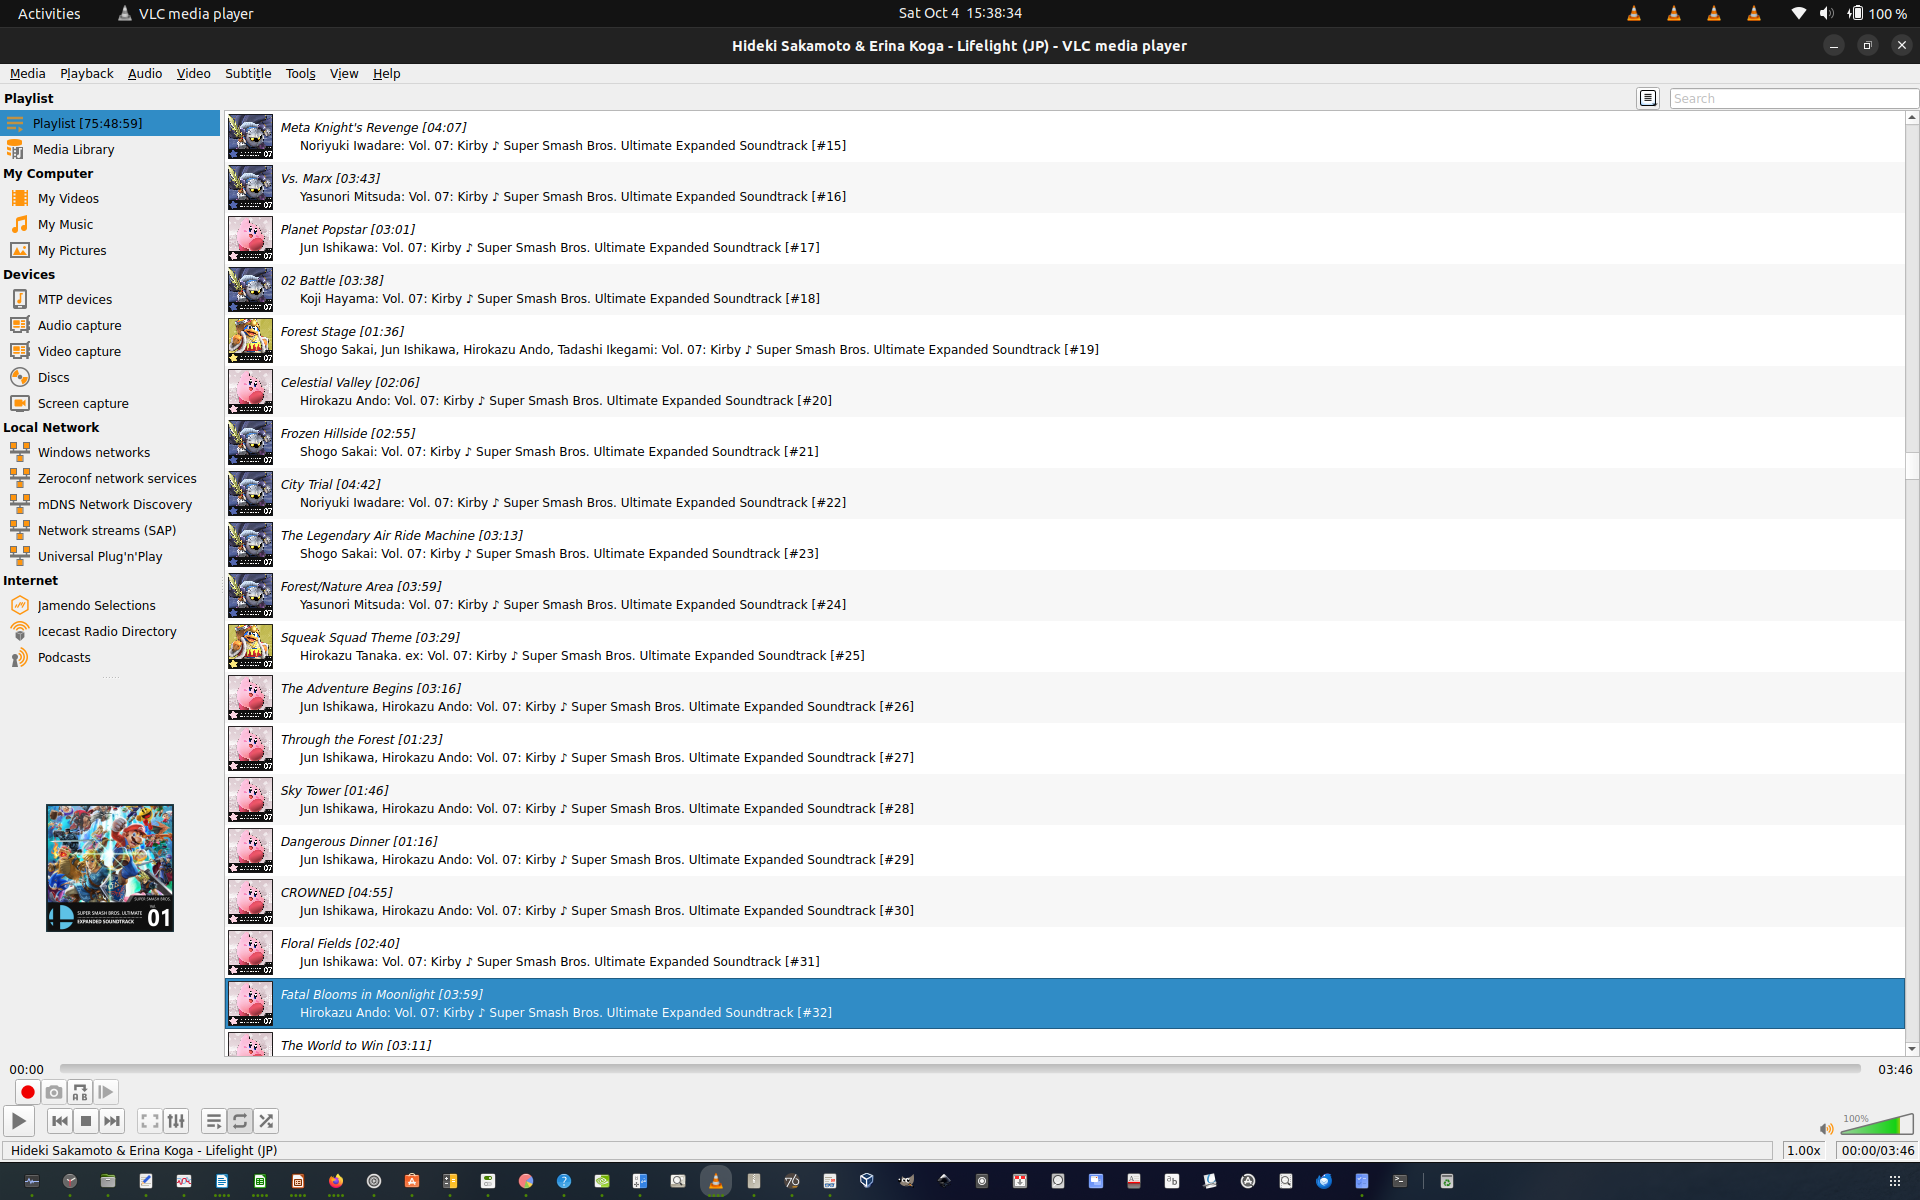 Activities
VLC media player
Sat Oct 4  15:38:34
100 %
Hideki Sakamoto & Erina Koga - Lifelight (JP) - VLC media player
Media Playback Audio Video Subtitle Tools View Help
Playlist
Search
Playlist [75:48:59]
Media Library
My Computer
My Videos
My Music
My Pictures
Devices
MTP devices
Audio capture
Video capture
Discs
Screen capture
Local Network
Windows networks
Zeroconf network services
mDNS Network Discovery
Network streams (SAP)
Universal Plug'n'Play
Internet
Jamendo Selections
Icecast Radio Directory
Podcasts
SUPER SMASH BROS. ULTIMATE
EXPANDED SOUNDTRACK
01
Meta Knight's Revenge [04:07]
Noriyuki Iwadare: Vol. 07: Kirby ♪ Super Smash Bros. Ultimate Expanded Soundtrack [#15]
Vs. Marx [03:43]
Yasunori Mitsuda: Vol. 07: Kirby ♪ Super Smash Bros. Ultimate Expanded Soundtrack [#16]
Planet Popstar [03:01]
Jun Ishikawa: Vol. 07: Kirby ♪ Super Smash Bros. Ultimate Expanded Soundtrack [#17]
02 Battle [03:38]
Koji Hayama: Vol. 07: Kirby ♪ Super Smash Bros. Ultimate Expanded Soundtrack [#18]
Forest Stage [01:36]
Shogo Sakai, Jun Ishikawa, Hirokazu Ando, Tadashi Ikegami: Vol. 07: Kirby ♪ Super Smash Bros. Ultimate Expanded Soundtrack [#19]
Celestial Valley [02:06]
Hirokazu Ando: Vol. 07: Kirby ♪ Super Smash Bros. Ultimate Expanded Soundtrack [#20]
Frozen Hillside [02:55]
Shogo Sakai: Vol. 07: Kirby ♪ Super Smash Bros. Ultimate Expanded Soundtrack [#21]
City Trial [04:42]
Noriyuki Iwadare: Vol. 07: Kirby ♪ Super Smash Bros. Ultimate Expanded Soundtrack [#22]
The Legendary Air Ride Machine [03:13]
Shogo Sakai: Vol. 07: Kirby ♪ Super Smash Bros. Ultimate Expanded Soundtrack [#23]
Forest/Nature Area [03:59]
Yasunori Mitsuda: Vol. 07: Kirby ♪ Super Smash Bros. Ultimate Expanded Soundtrack [#24]
Squeak Squad Theme [03:29]
Hirokazu Tanaka. ex: Vol. 07: Kirby ♪ Super Smash Bros. Ultimate Expanded Soundtrack [#25]
The Adventure Begins [03:16]
Jun Ishikawa, Hirokazu Ando: Vol. 07: Kirby ♪ Super Smash Bros. Ultimate Expanded Soundtrack [#26]
Through the Forest [01:23]
Jun Ishikawa, Hirokazu Ando: Vol. 07: Kirby ♪ Super Smash Bros. Ultimate Expanded Soundtrack [#27]
Sky Tower [01:46]
Jun Ishikawa, Hirokazu Ando: Vol. 07: Kirby ♪ Super Smash Bros. Ultimate Expanded Soundtrack [#28]
Dangerous Dinner [01:16]
Jun Ishikawa, Hirokazu Ando: Vol. 07: Kirby ♪ Super Smash Bros. Ultimate Expanded Soundtrack [#29]
CROWNED [04:55]
Jun Ishikawa, Hirokazu Ando: Vol. 07: Kirby ♪ Super Smash Bros. Ultimate Expanded Soundtrack [#30]
Floral Fields [02:40]
Jun Ishikawa: Vol. 07: Kirby ♪ Super Smash Bros. Ultimate Expanded Soundtrack [#31]
Fatal Blooms in Moonlight [03:59]
Hirokazu Ando: Vol. 07: Kirby ♪ Super Smash Bros. Ultimate Expanded Soundtrack [#32]
The World to Win [03:11]
00:00
03:46
100%
Hideki Sakamoto & Erina Koga - Lifelight (JP)
1.00x
00:00/03:46